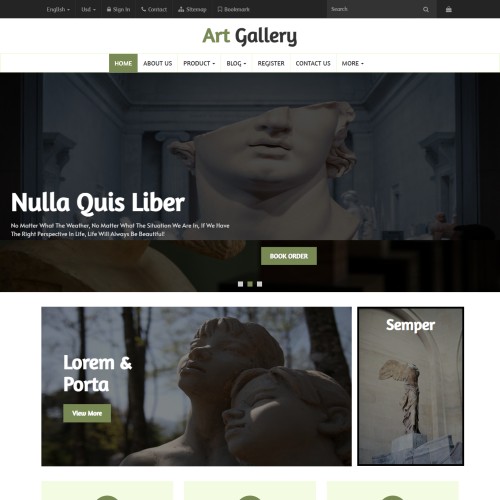 English Usd Sign In Contact Sitemap Bookmark Search
Art Gallery
HOME ABOUT US PRODUCT BLOG REGISTER CONTACT US MORE
Nulla Quis Liber
No Matter What The Weather, No Matter What The Situation We Are In, If We Have
The Right Perspective In Life, Life Will Always Be Beautiful!
BOOK ORDER
Lorem &
Porta
View More
Semper